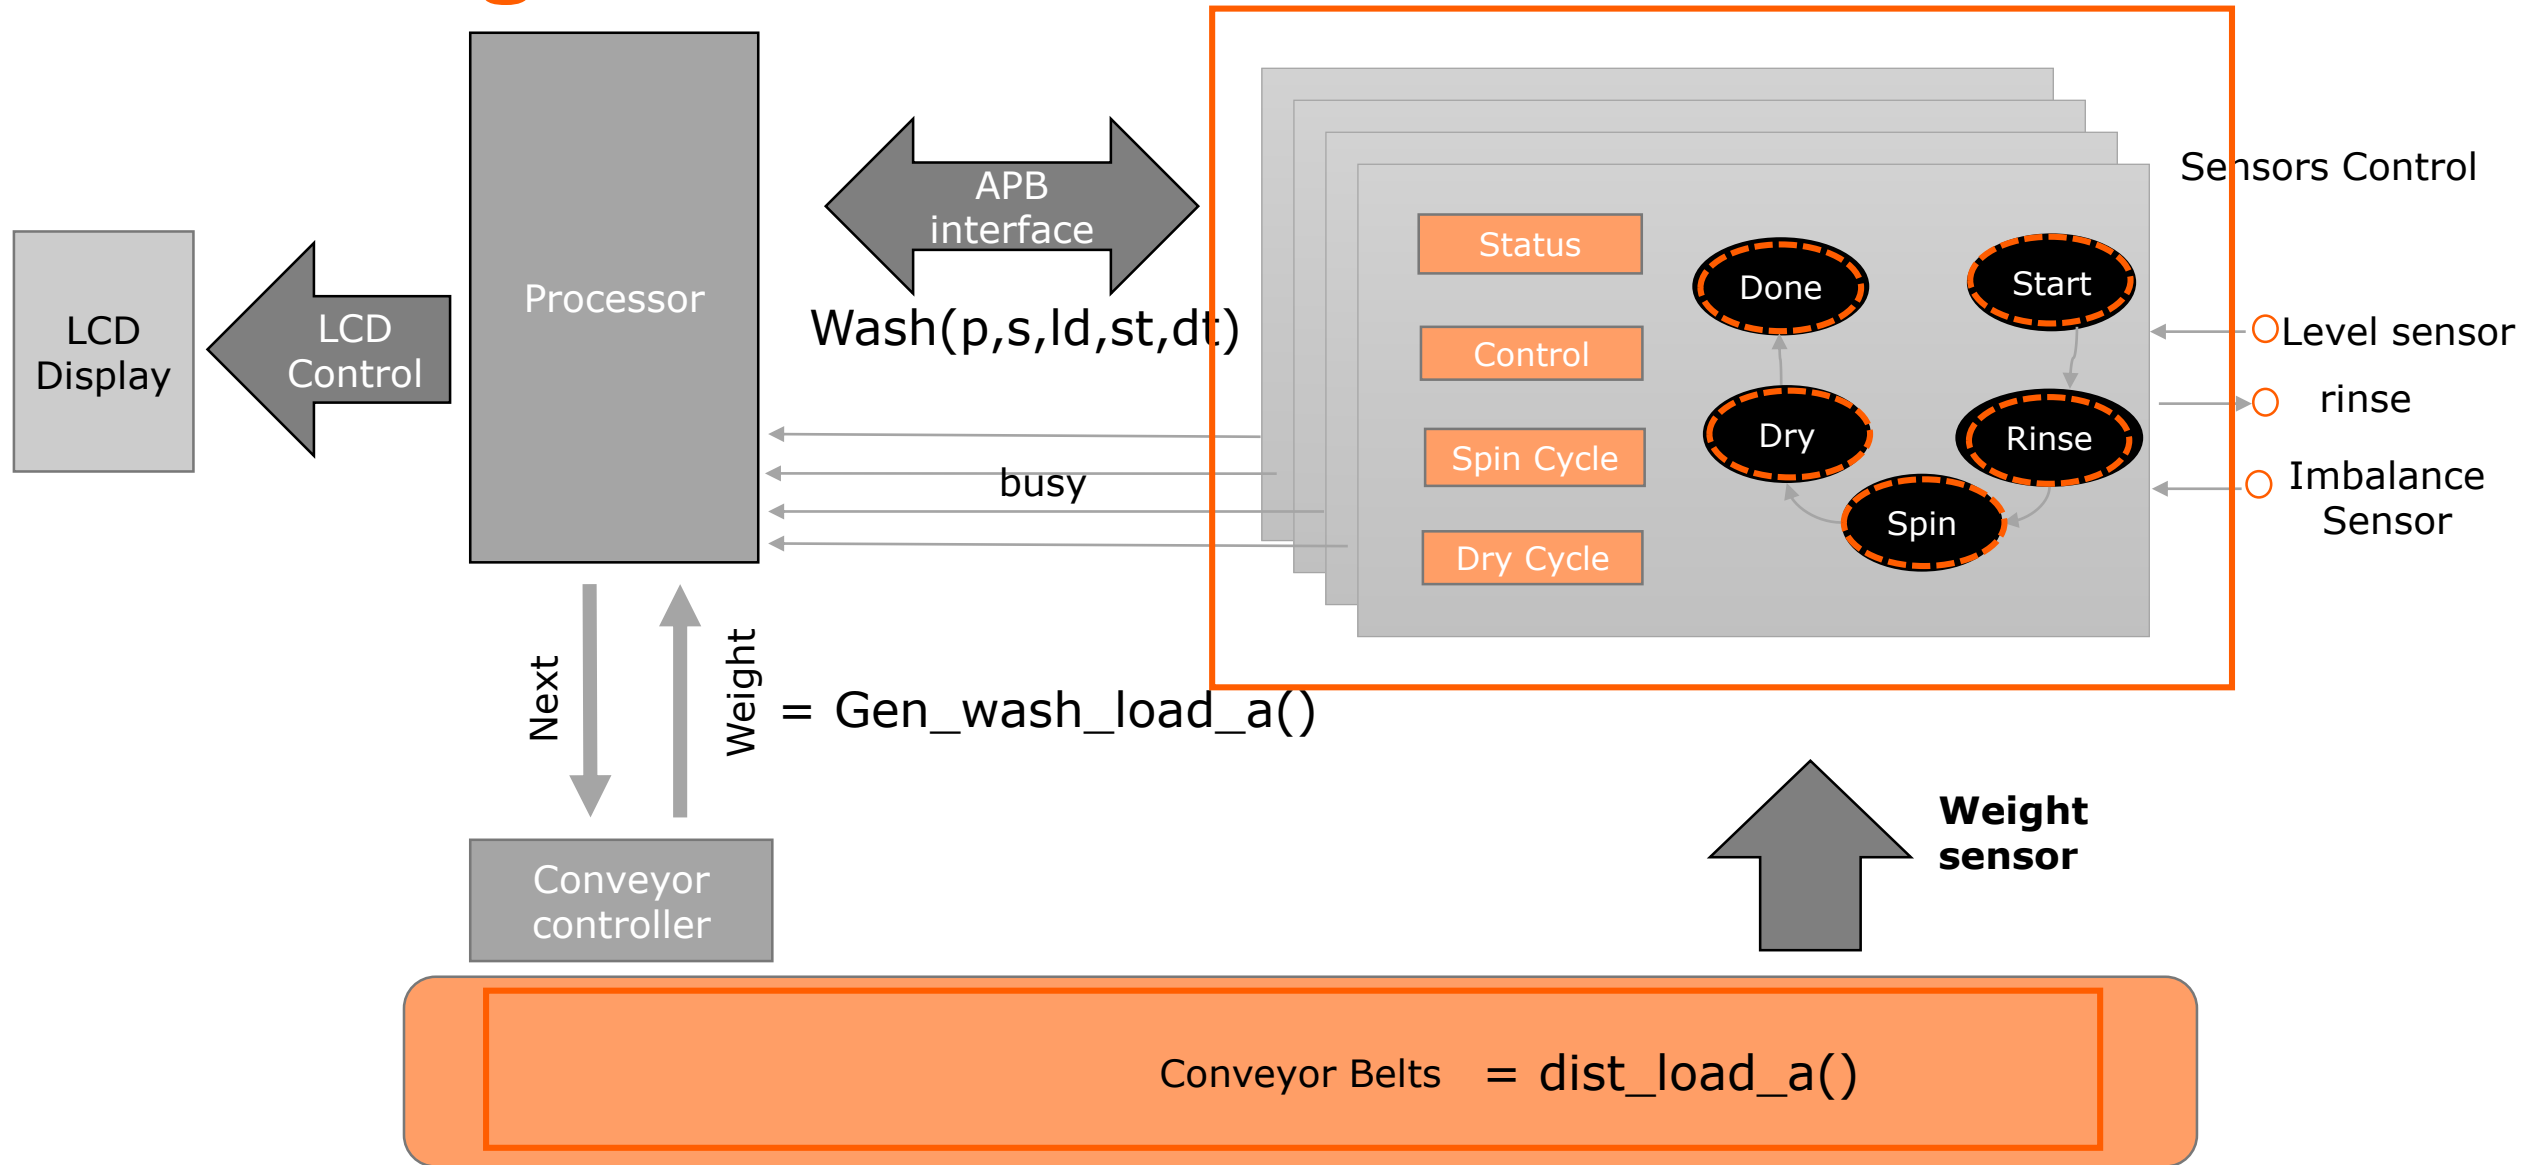 Processor
APB
interface
Sensors Control
Status
Done
Start
LCD
Display
LCD
Control
Wash(p,s,ld,st,dt)
Control
Level sensor
rinse
Dry
Rinse
Spin Cycle
busy
Imbalance
Sensor
Spin
Dry Cycle
Next
Weight
= Gen_wash_load_a()
Weight
sensor
Conveyor
controller
Conveyor Belts = dist_load_a()